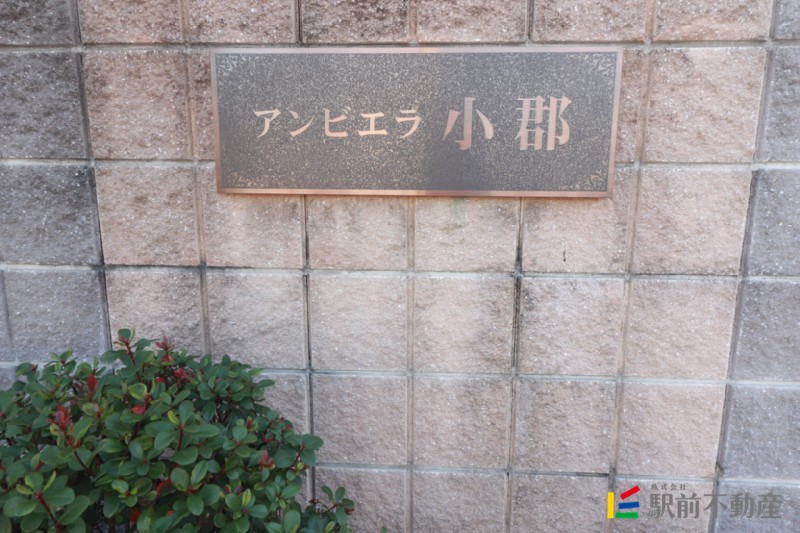 アンビエラ 小郡
株式会社
駅前不動産